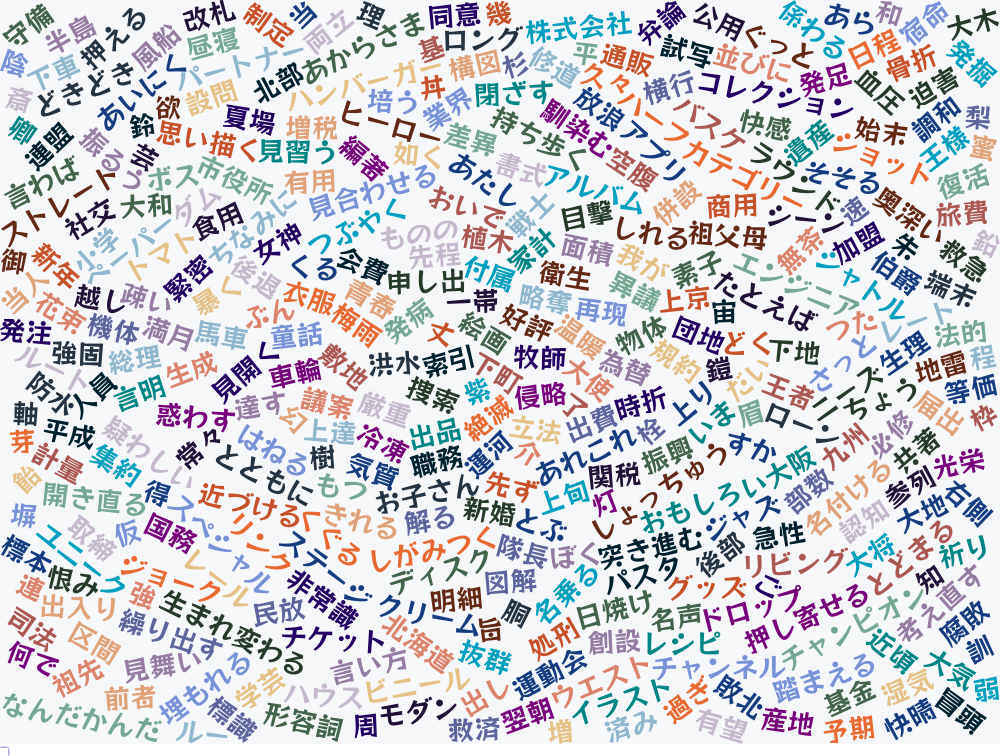 守備
半島
押える
風船
改札
昼寝
制定
当
両立
理
あからさま
同意
幾
ロング
株式会社
弁論
公用
ぐっと
係わる
あら
和
宿命
大木
陰
下車
どきどき
あいにく
パートナー
北部
ハンバーガー
基
丼
構図
杉
修道
平
通販
試写
並びに
発足
日程
骨折
発掘
斎
欲
設問
夏場
増税
ヒーロー
培う
業界
閉ざす
久々
放浪
横行
コレクション
血圧
迫害
卿
連盟
振る
鈴
芸
思い描く
見習う
編著
如く
差異
持ち歩く
馴染む
空腹
ハーフ
アプリ
バスケ
カテゴリー
快感
ラウンド
遺産
ショット
始末
調和
王様
梨
蜜
言わば
ストレート
社交
う
ボス
市役所
大和
ダム
有用
食用
見合わせる
あたし
書式
アルバム
おいで
戦士
目撃
併設
商用
シーン
そそる
速
奥深い
復活
旅費
鉛
御
新年
小学
ペーパー
トマト
ちなみに
女神
つぶやく
ものの
先程
植木
旅計
面積
しれる
祖父母
無茶
加盟
朱
救急
当人
花束
越し
疎い
緊密
暴く
後退
くる
会費
申し出
付属
衛生
我が
異議
素子
エンジニア
シャトル
伯爵
端末
発注
機体
満月
馬車
ぶん
衣服
梅雨
青春
童話
発病
一帯
略奪
再現
上京
宙
たとえば
つた
レート
法的
ルート
強固
総理
生成
見開く
車輪
敷地
洪水
索引
丈
絵画
好評
温暖
物体
団地
どく
下地
さっと
生理
地雷
程
防水
人員
言明
惑わす
達す
勾
議案
上達
厳重
捜索
紫
下町
牧師
大使
為替
規約
鎧
だい
王者
ニーズ
等価
軸
平成
芽
計量
疑わしい
集約
常々
はねる
樹
冷凍
出品
絶滅
侵略
マ
立法
出費
時折
上り
眉
ローン
ちょう
届出
枠
開き直る
得
とともに
もつ
気質
職務
運河
介
先ず
あれこれ
栓
関税
振興
いま
すか
九州
必修
共著
参列
光栄
塀
取締
仮
国務
スペシャル
近づける
リンク
くぐる
きれる
お子さん
解る
新婚
とぶ
上旬
灯
しょっちゅう
おもしろい
大阪
ジャズ
部数
名付ける
認知
大地
標本
ユニーク
ジョーク
レール
ステージ
しがみつく
ディスク
隊長
ぼく
突き進む
後部
急性
リビング
大将
とどまる
祈り
連
恨み
出入り
強
生まれ変わる
民放
非常識
クリーム
明細
図解
胴
名乗る
日焼け
パスタ
グッズ
ぐ
押し寄せる
チャンピオン
知
考え直す
腐敗
司法
区間
繰り出す
チケット
北海道
旨
抜群
処刑
創設
名声
レシピ
ドロップ
近頃
大気
訓
何で
祖先
見舞い
言い方
運動会
ウエスト
チャンネル
踏まえる
弱
なんだかんだ
前者
埋もれる
標識
学芸
ハウス
ビニール
形容詞
周
モダン
出し
救済
翌朝
増
イラスト
済み
過ぎ
敗北
有望
産地
基金
予期
湿気
快晴
冒頭
ルー